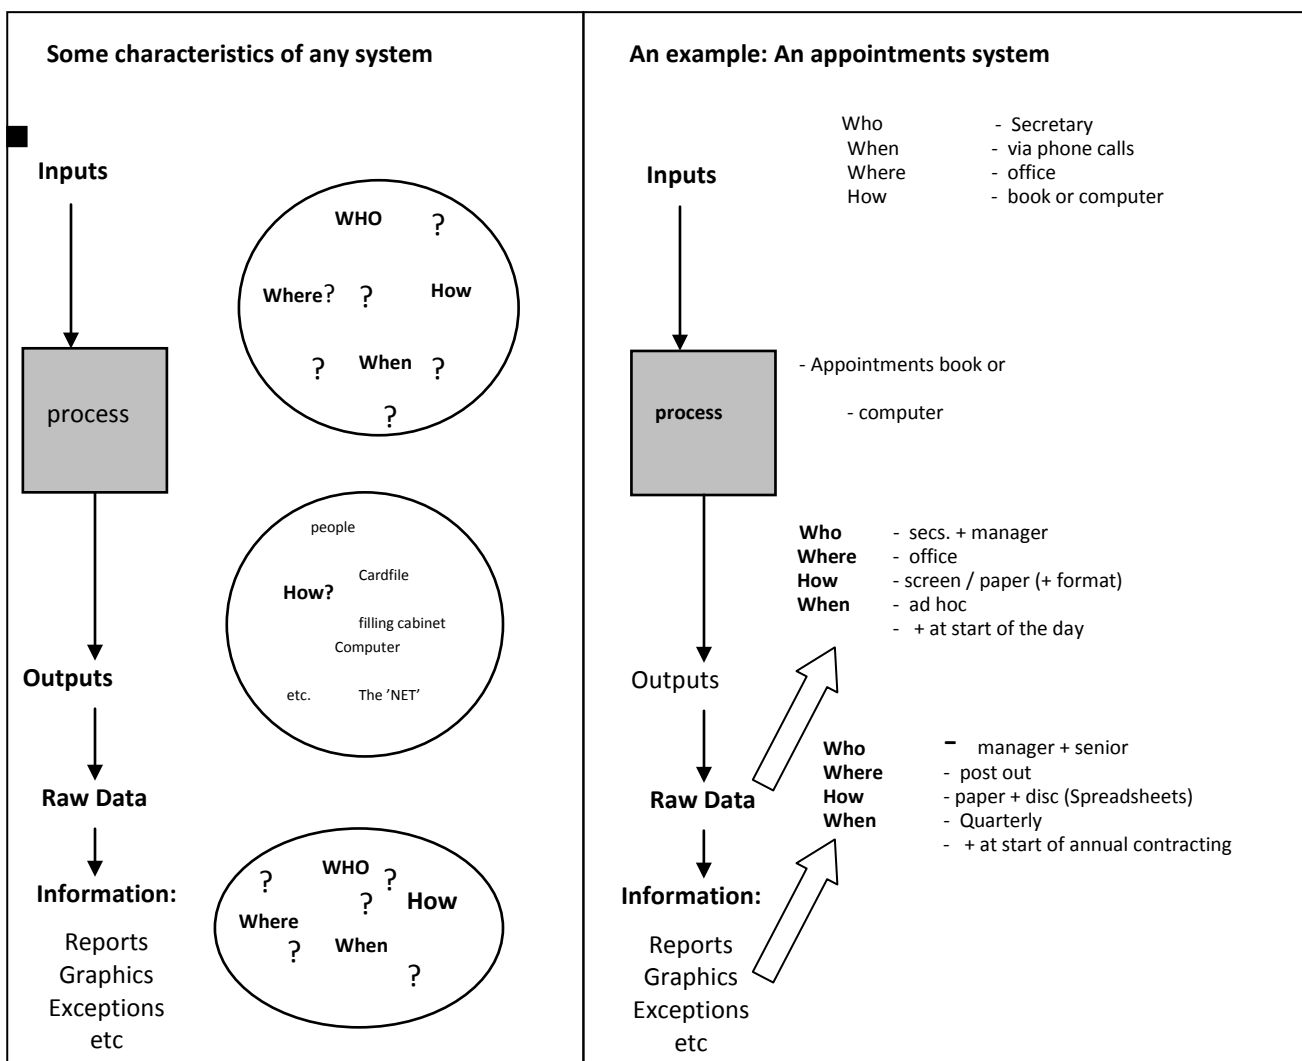 Some characteristics of any system
Inputs
WHO ?
Where? ? How
? When ?
?
process
people
Cardfile
How?
filling cabinet
Computer
etc. The 'NET'
Outputs
Raw Data
Information:
Reports
Graphics
Exceptions
etc
WHO
? ?
? How
Where
When
?
?
An example: An appointments system
Who - Secretary
When - via phone calls
Where - office
How - book or computer
Inputs
- Appointments book or
process - computer
Who - secs. + manager
Where - office
How - screen / paper (+ format)
When - ad hoc
- + at start of the day
Outputs
Who - manager + senior
Where - post out
How - paper + disc (Spreadsheets)
When - Quarterly
- + at start of annual contracting
Raw Data
Information:
Reports
Graphics
Exceptions
etc